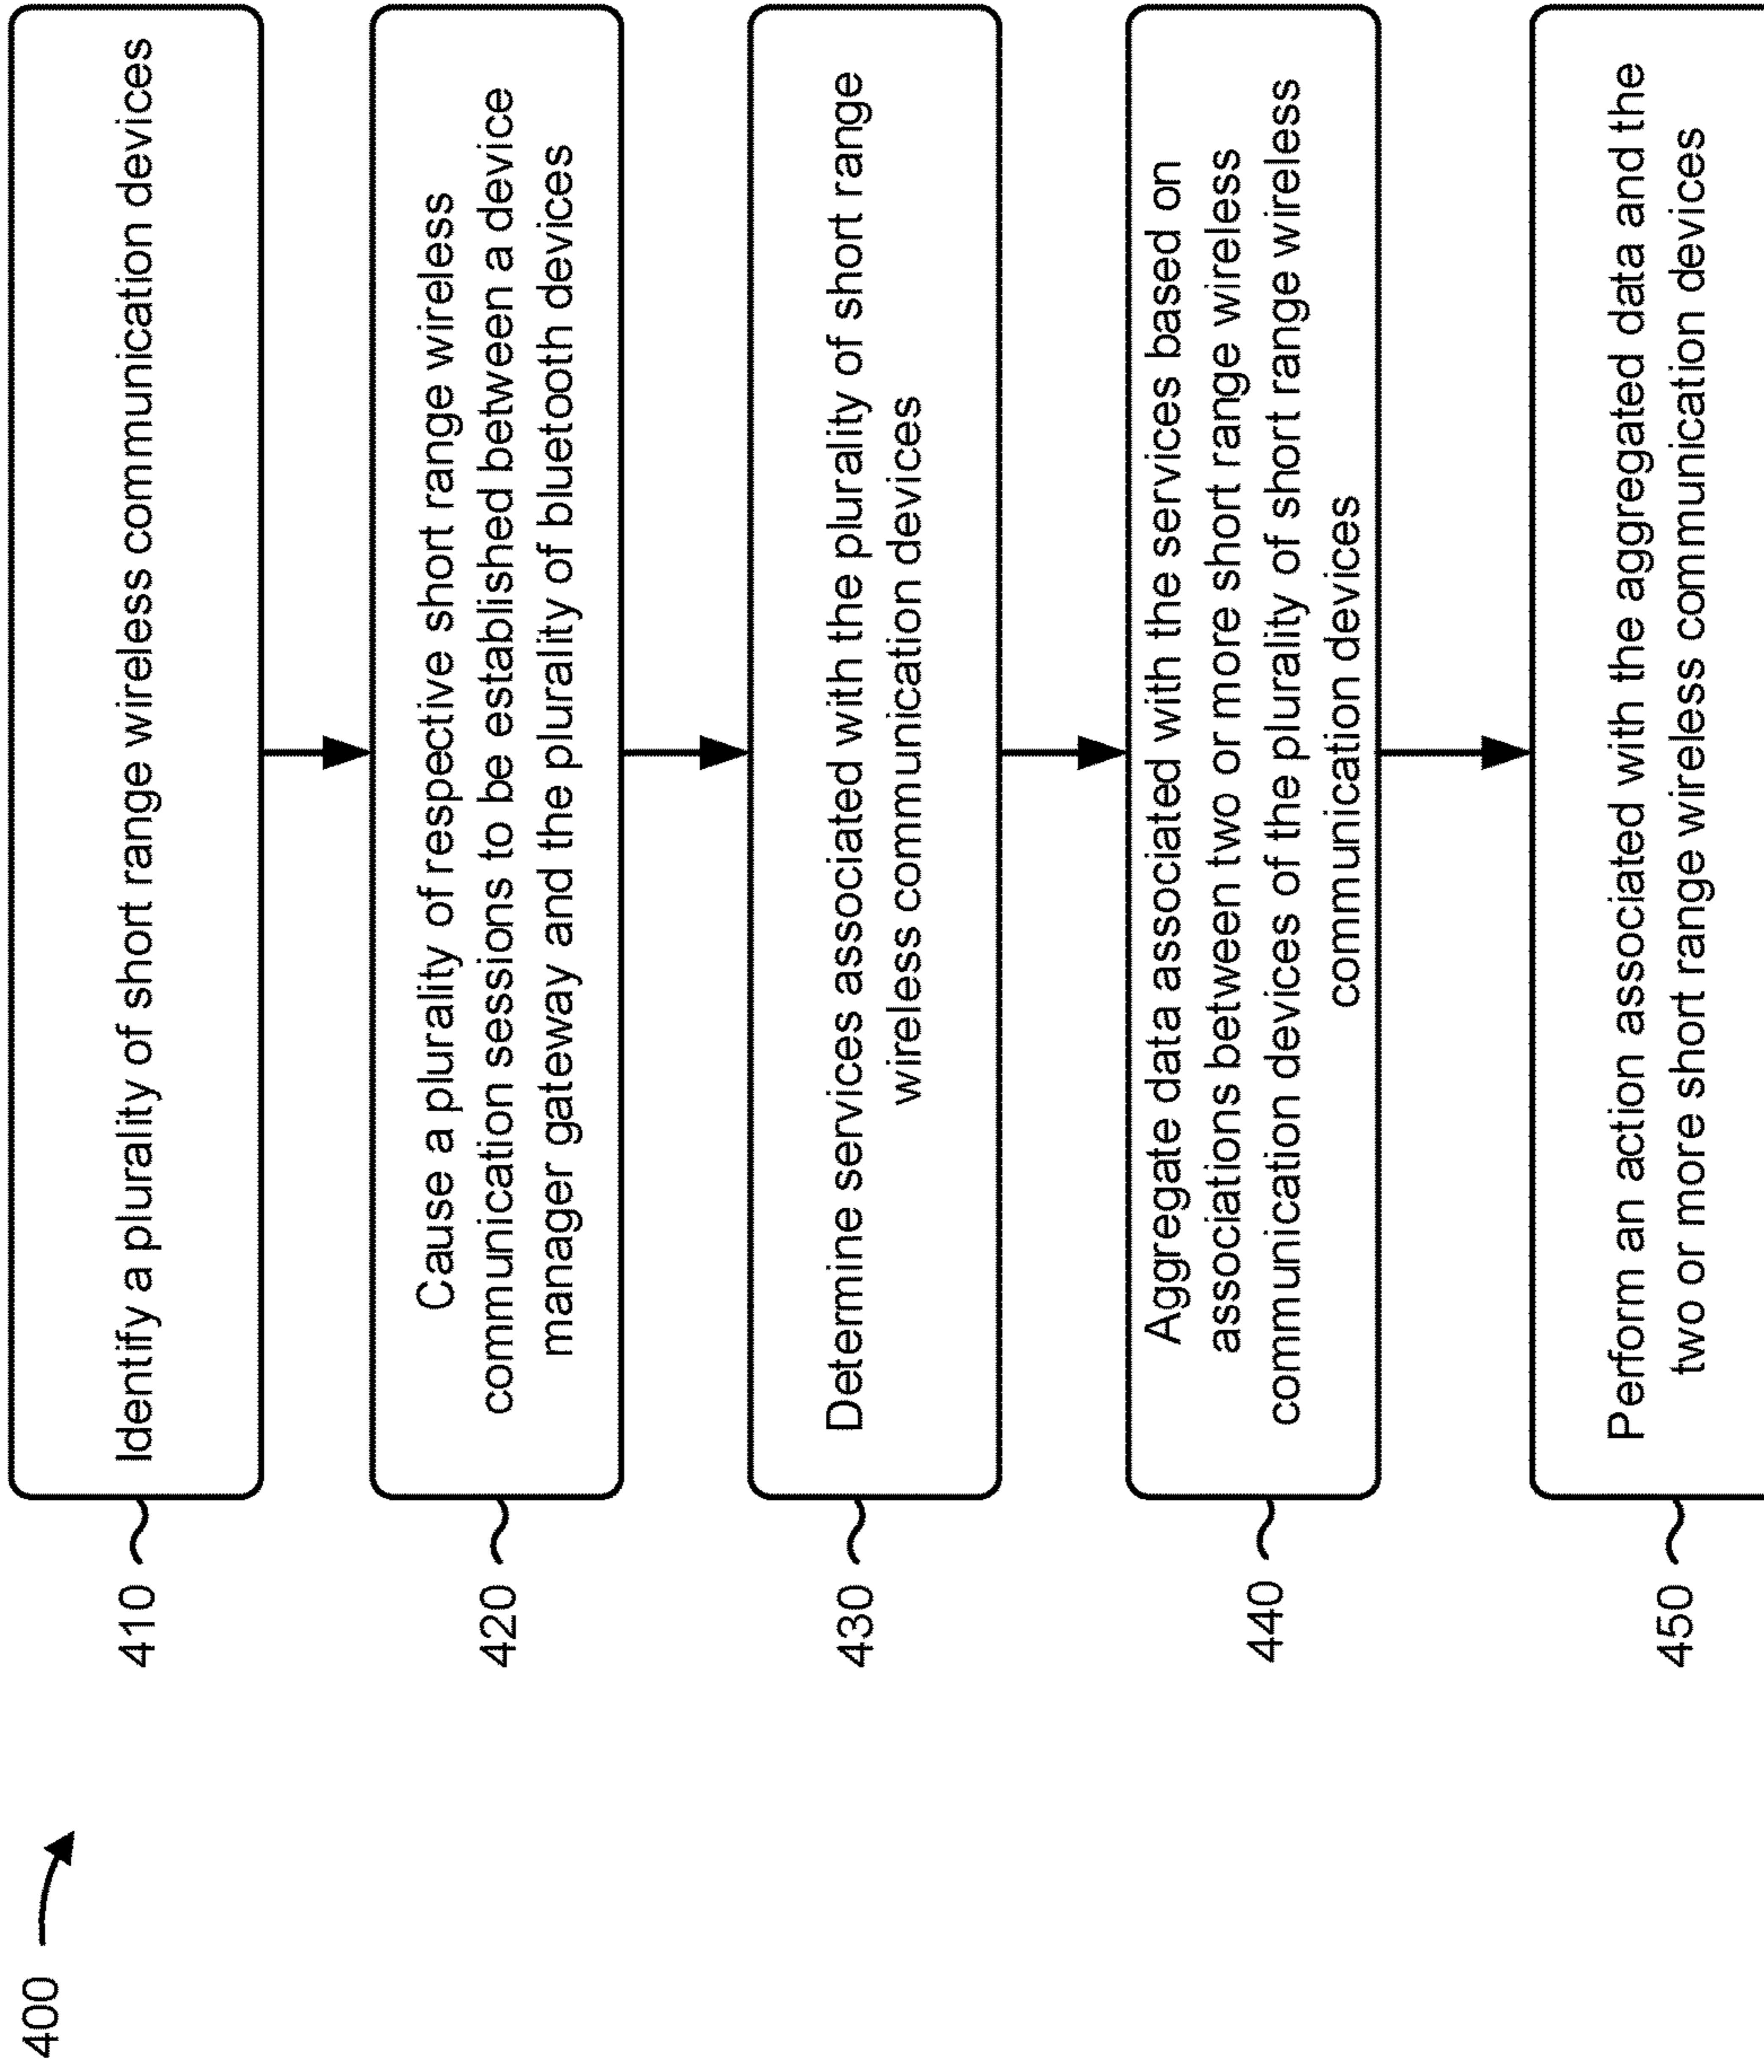 400
410
Identify a plurality of short range wireless communication devices
420
Cause a plurality of respective short range wireless
communication sessions to be established between a device
manager gateway and the plurality of bluetooth devices
430
Determine services associated with the plurality of short range
wireless communication devices
440
Aggregate data associated with the services based on
associations between two or more short range wireless
communication devices of the plurality of short range wireless
communication devices
450
Perform an action associated with the aggregated data and the
two or more short range wireless communication devices